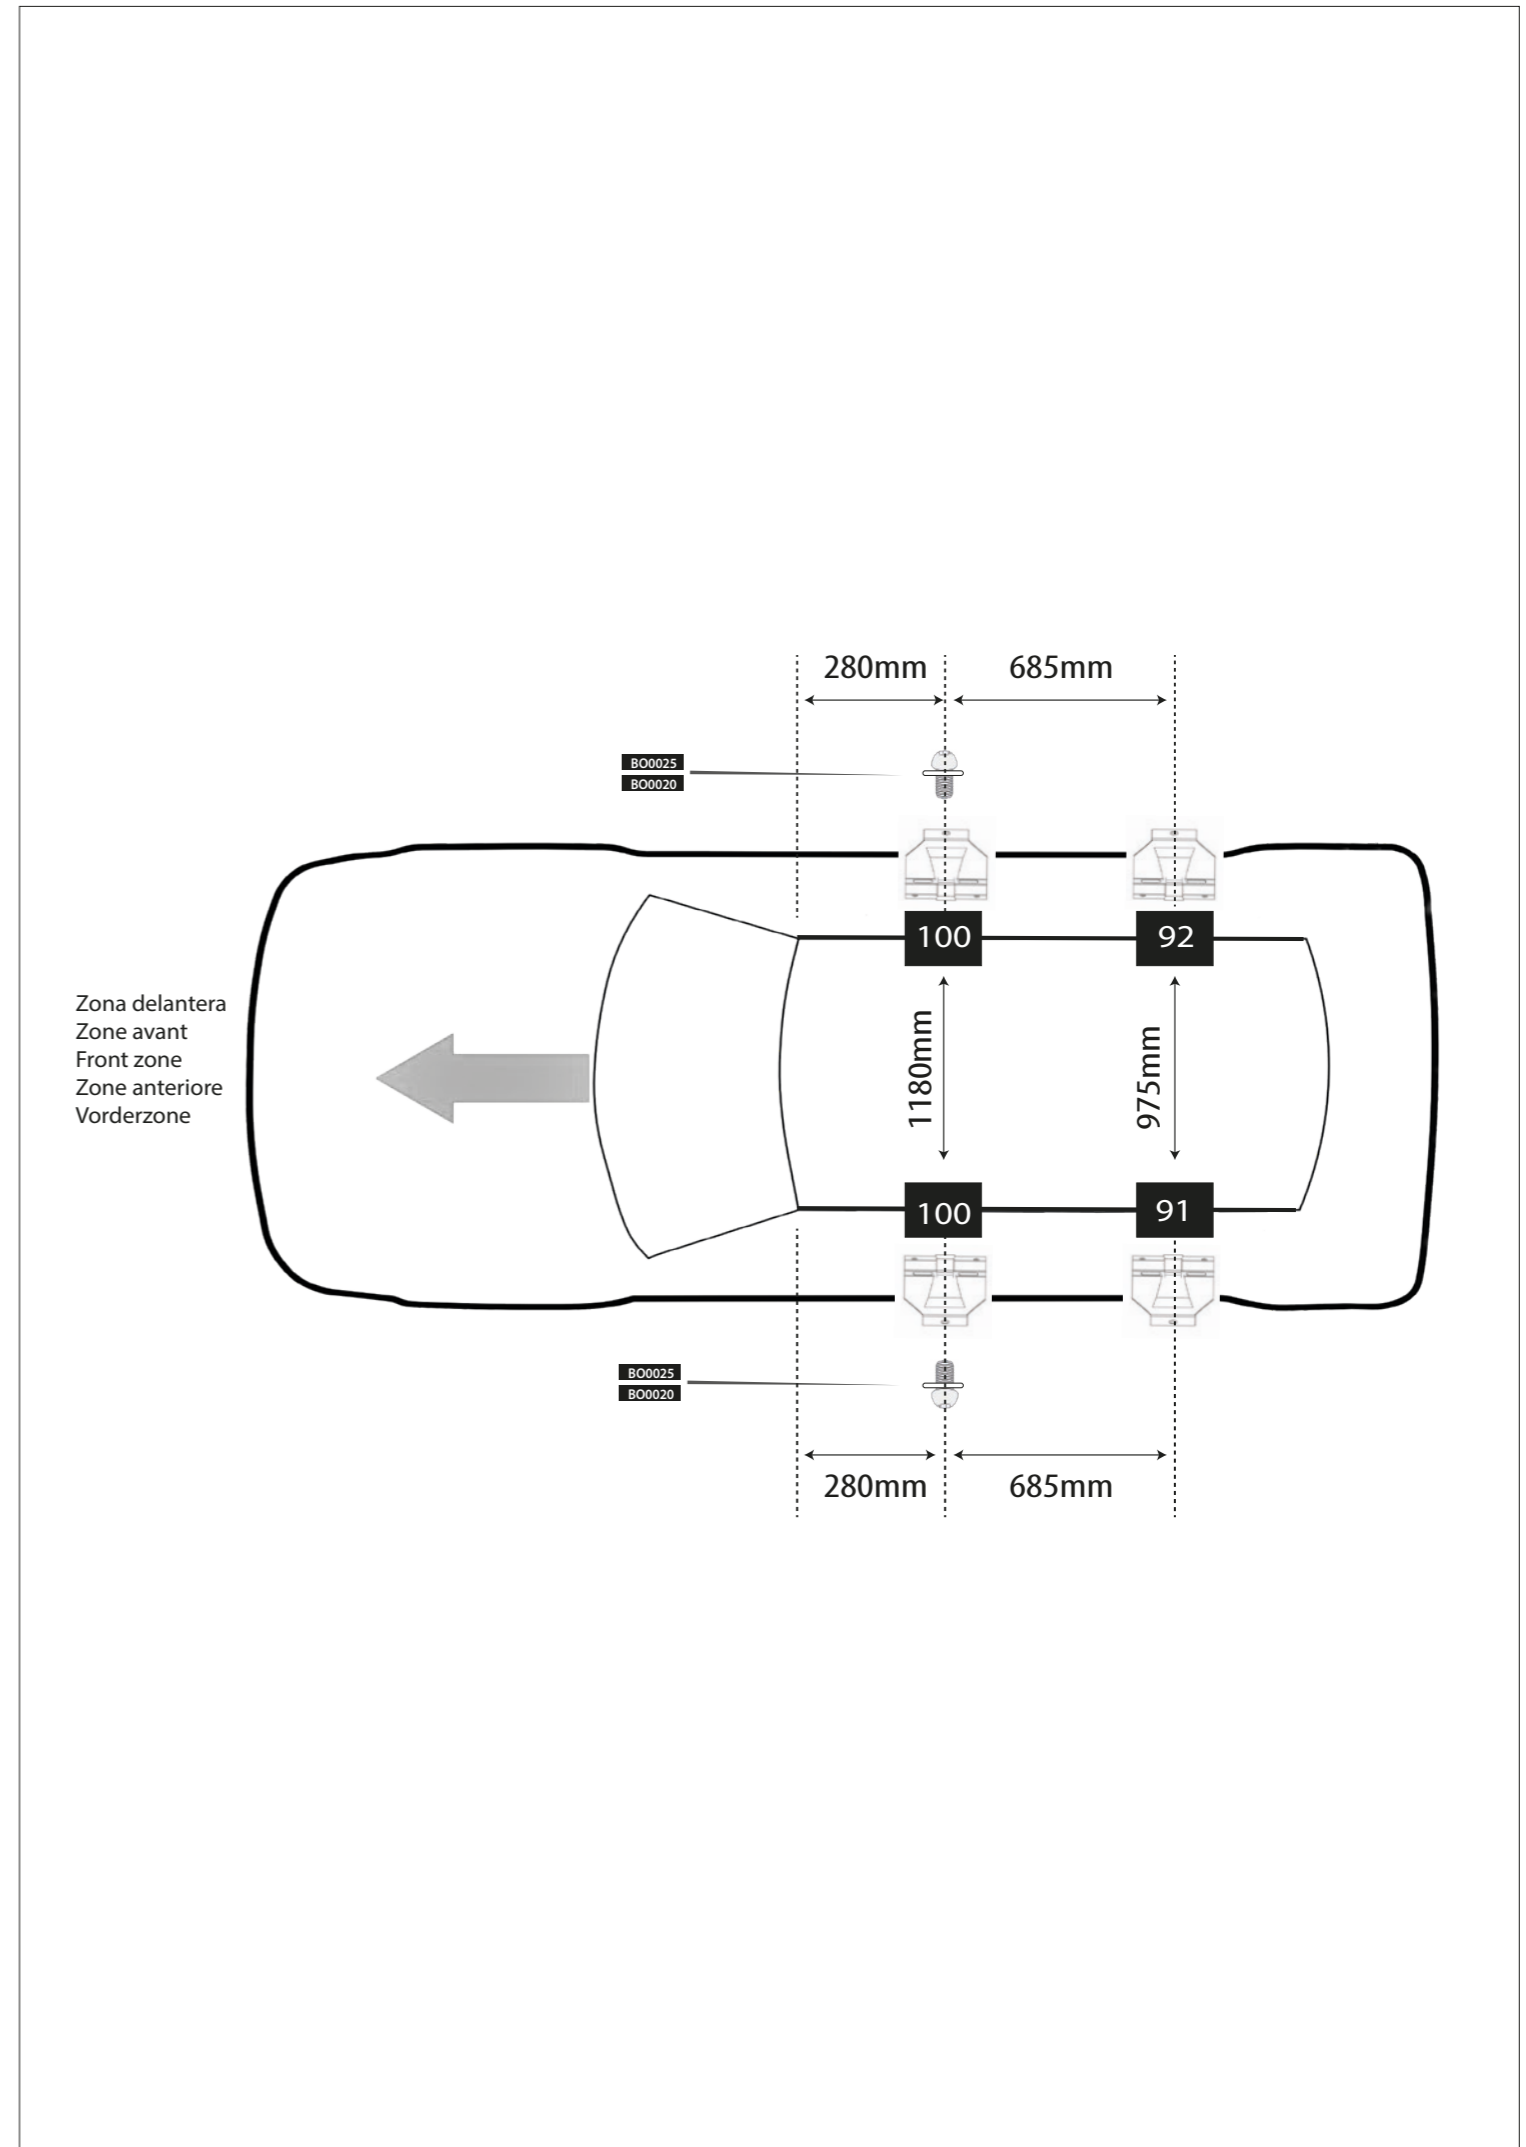 280mm
685mm
BO0025
BO0020
100
92
Zona delantera
Zone avant
Front zone
Zone anteriore
Vorderzone
1180mm
975mm
100
91
BO0025
BO0020
280mm
685mm